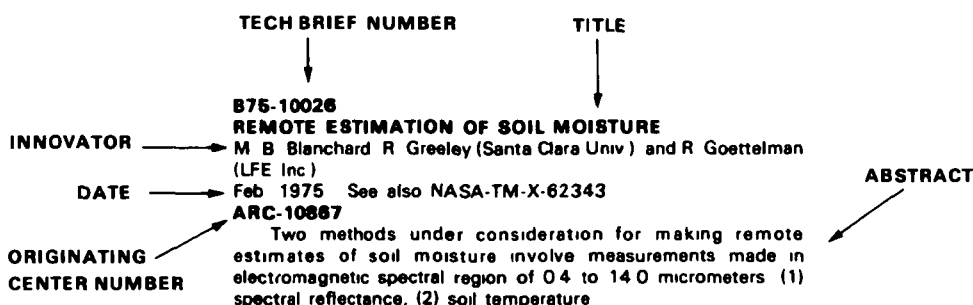 TECH BRIEF NUMBER
TITLE
B75-10026
REMOTE ESTIMATION OF SOIL MOISTURE
INNOVATOR
M B Blanchard R Greeley (Santa Clara Univ) and R Goettelman
(LFE Inc)
DATE
Feb 1975 See also NASA-TM-X-62343
ABSTRACT
ARC-10867
Two methods under consideration for making remote
ORIGINATING
estimates of soil moisture involve measurements made in
CENTER NUMBER
electromagnetic spectral region of 0 4 to 14 0 micrometers (1)
spectral reflectance, (2) soil temperature